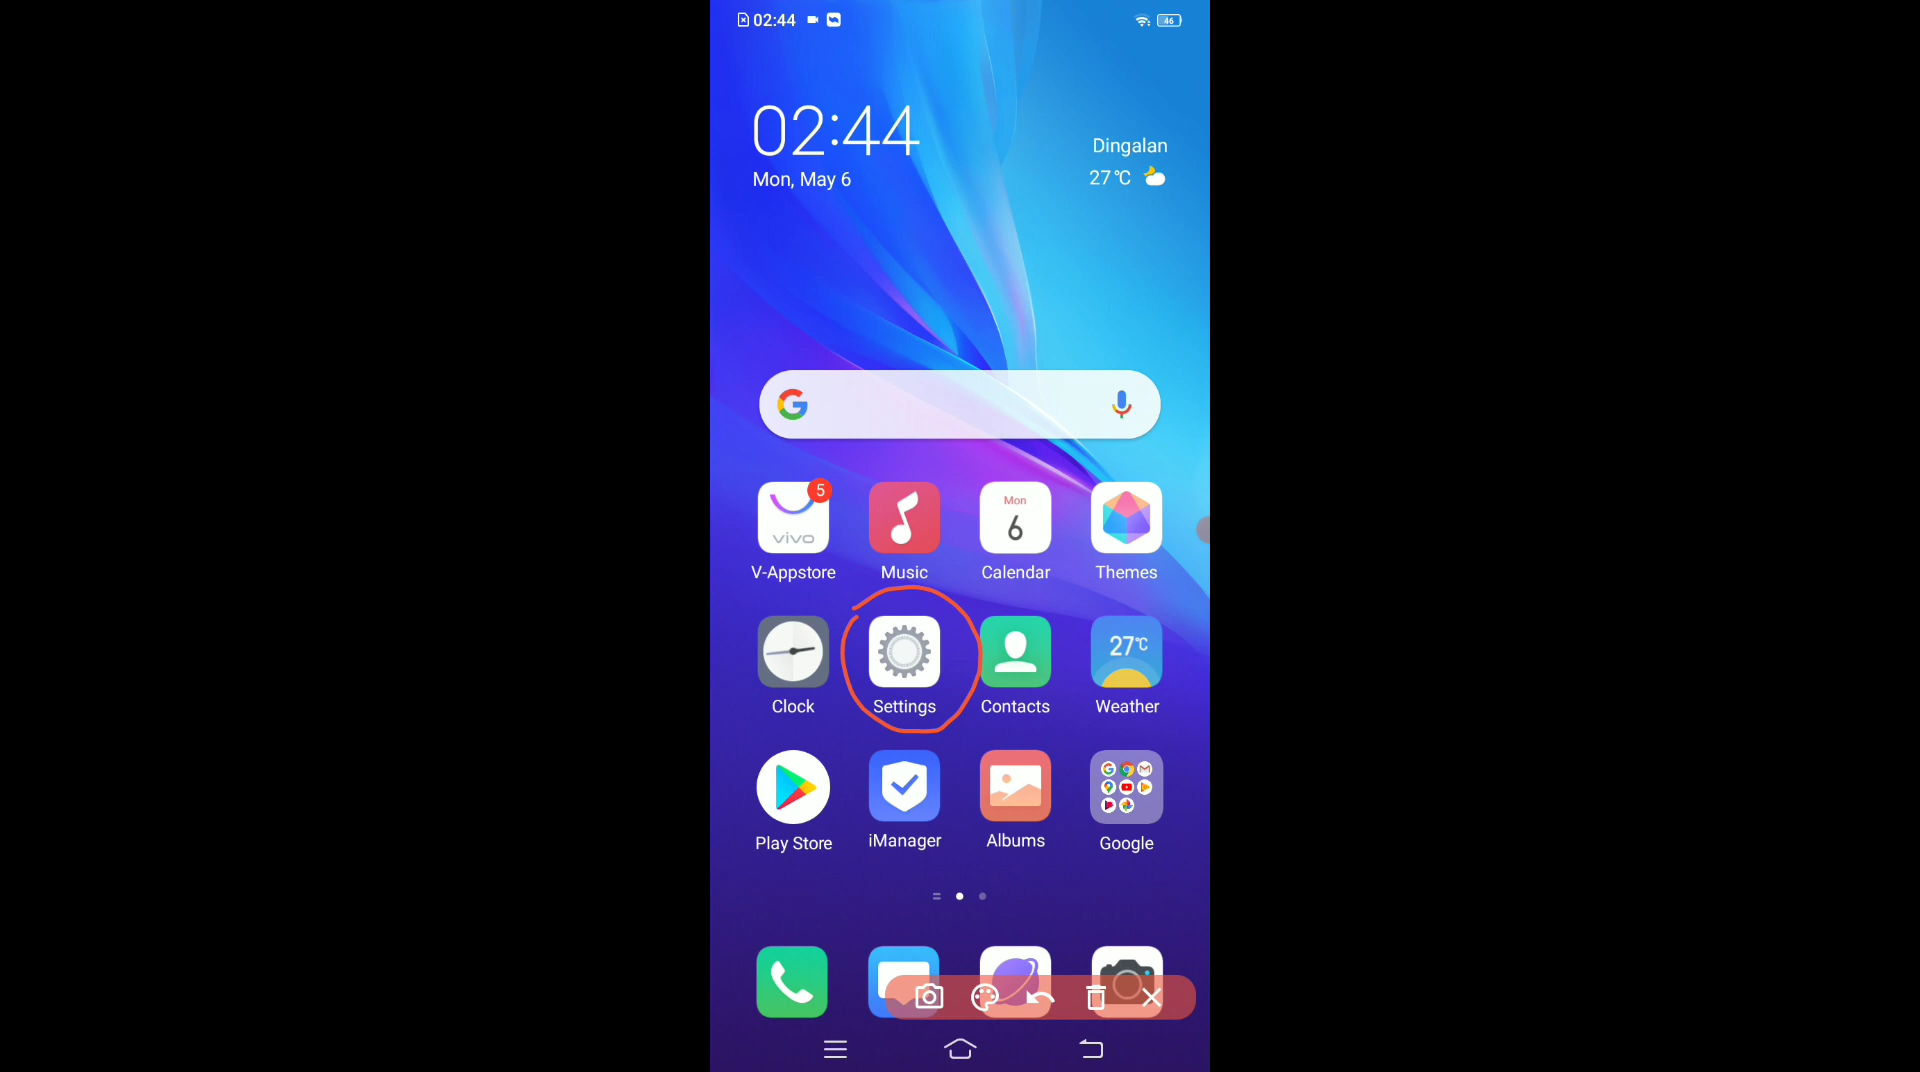 02:44
46
02:44
Mon, May 6
Dingalan
27°C
5
vivo
V-Appstore
Music
Mon
6
Calendar
Themes
Clock
Settings
Contacts
27°C
Weather
Play Store
iManager
Albums
Google